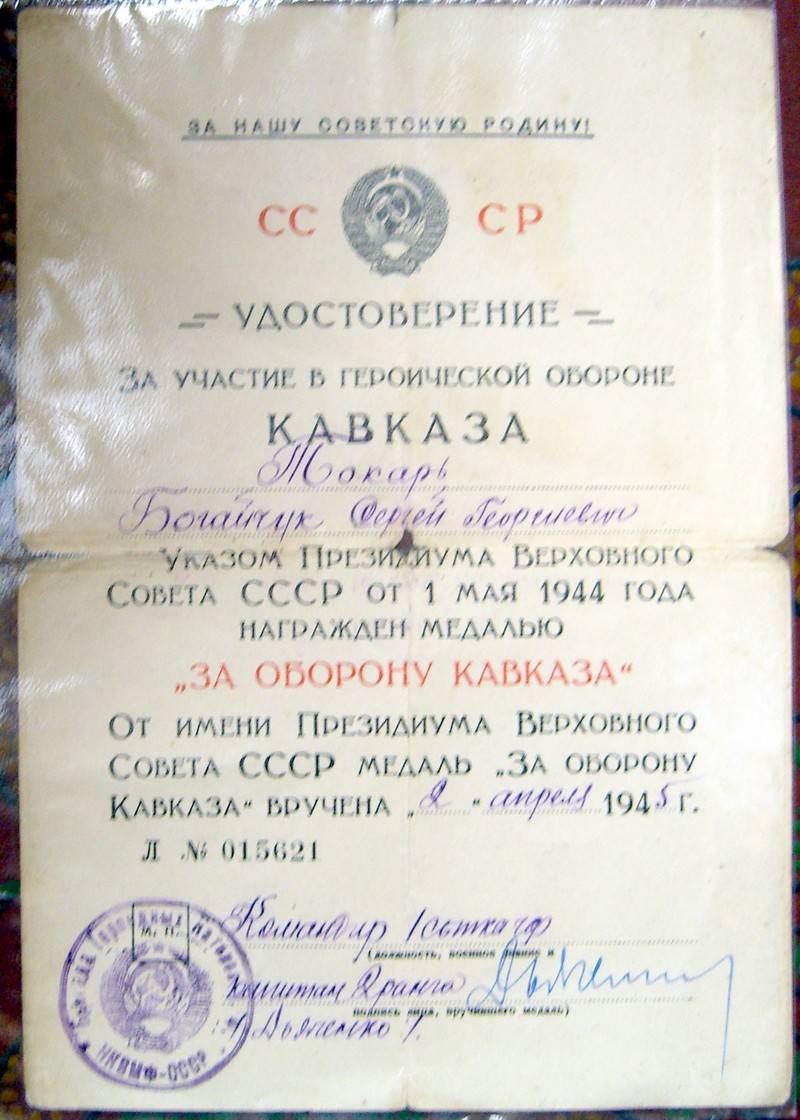 ЗА НАШУ СОВЕТСКУЮ РОДИНУ!
СССР
УДОСТОВЕРЕНИЕ
ЗА УЧАСТИЕ В ГЕРОИЧЕСКОЙ ОБОРОНЕ
КАВКАЗА
Токарь
Богайчук Сергей Георгиевич
УКАЗОМ ПРЕЗИДИУМА ВЕРХОВНОГО
СОВЕТА СССР ОТ 1 МАЯ 1944 ГОДА
НАГРАЖДЕН МЕДАЛЬЮ
„ЗА ОБОРОНУ КАВКАЗА“
ОТ ИМЕНИ ПРЕЗИДИУМА ВЕРХОВНОГО
СОВЕТА СССР МЕДАЛЬ „ЗА ОБОРОНУ
КАВКАЗА“ ВРУЧЕНА „2“ апреля 1945 г.
Л № 015621
М. П.
Командир
(должность, воинское звание и
капитан 2 ранга
подпись лица, вручившего медаль)
/Дьяченко/
НКВМФ-СССР